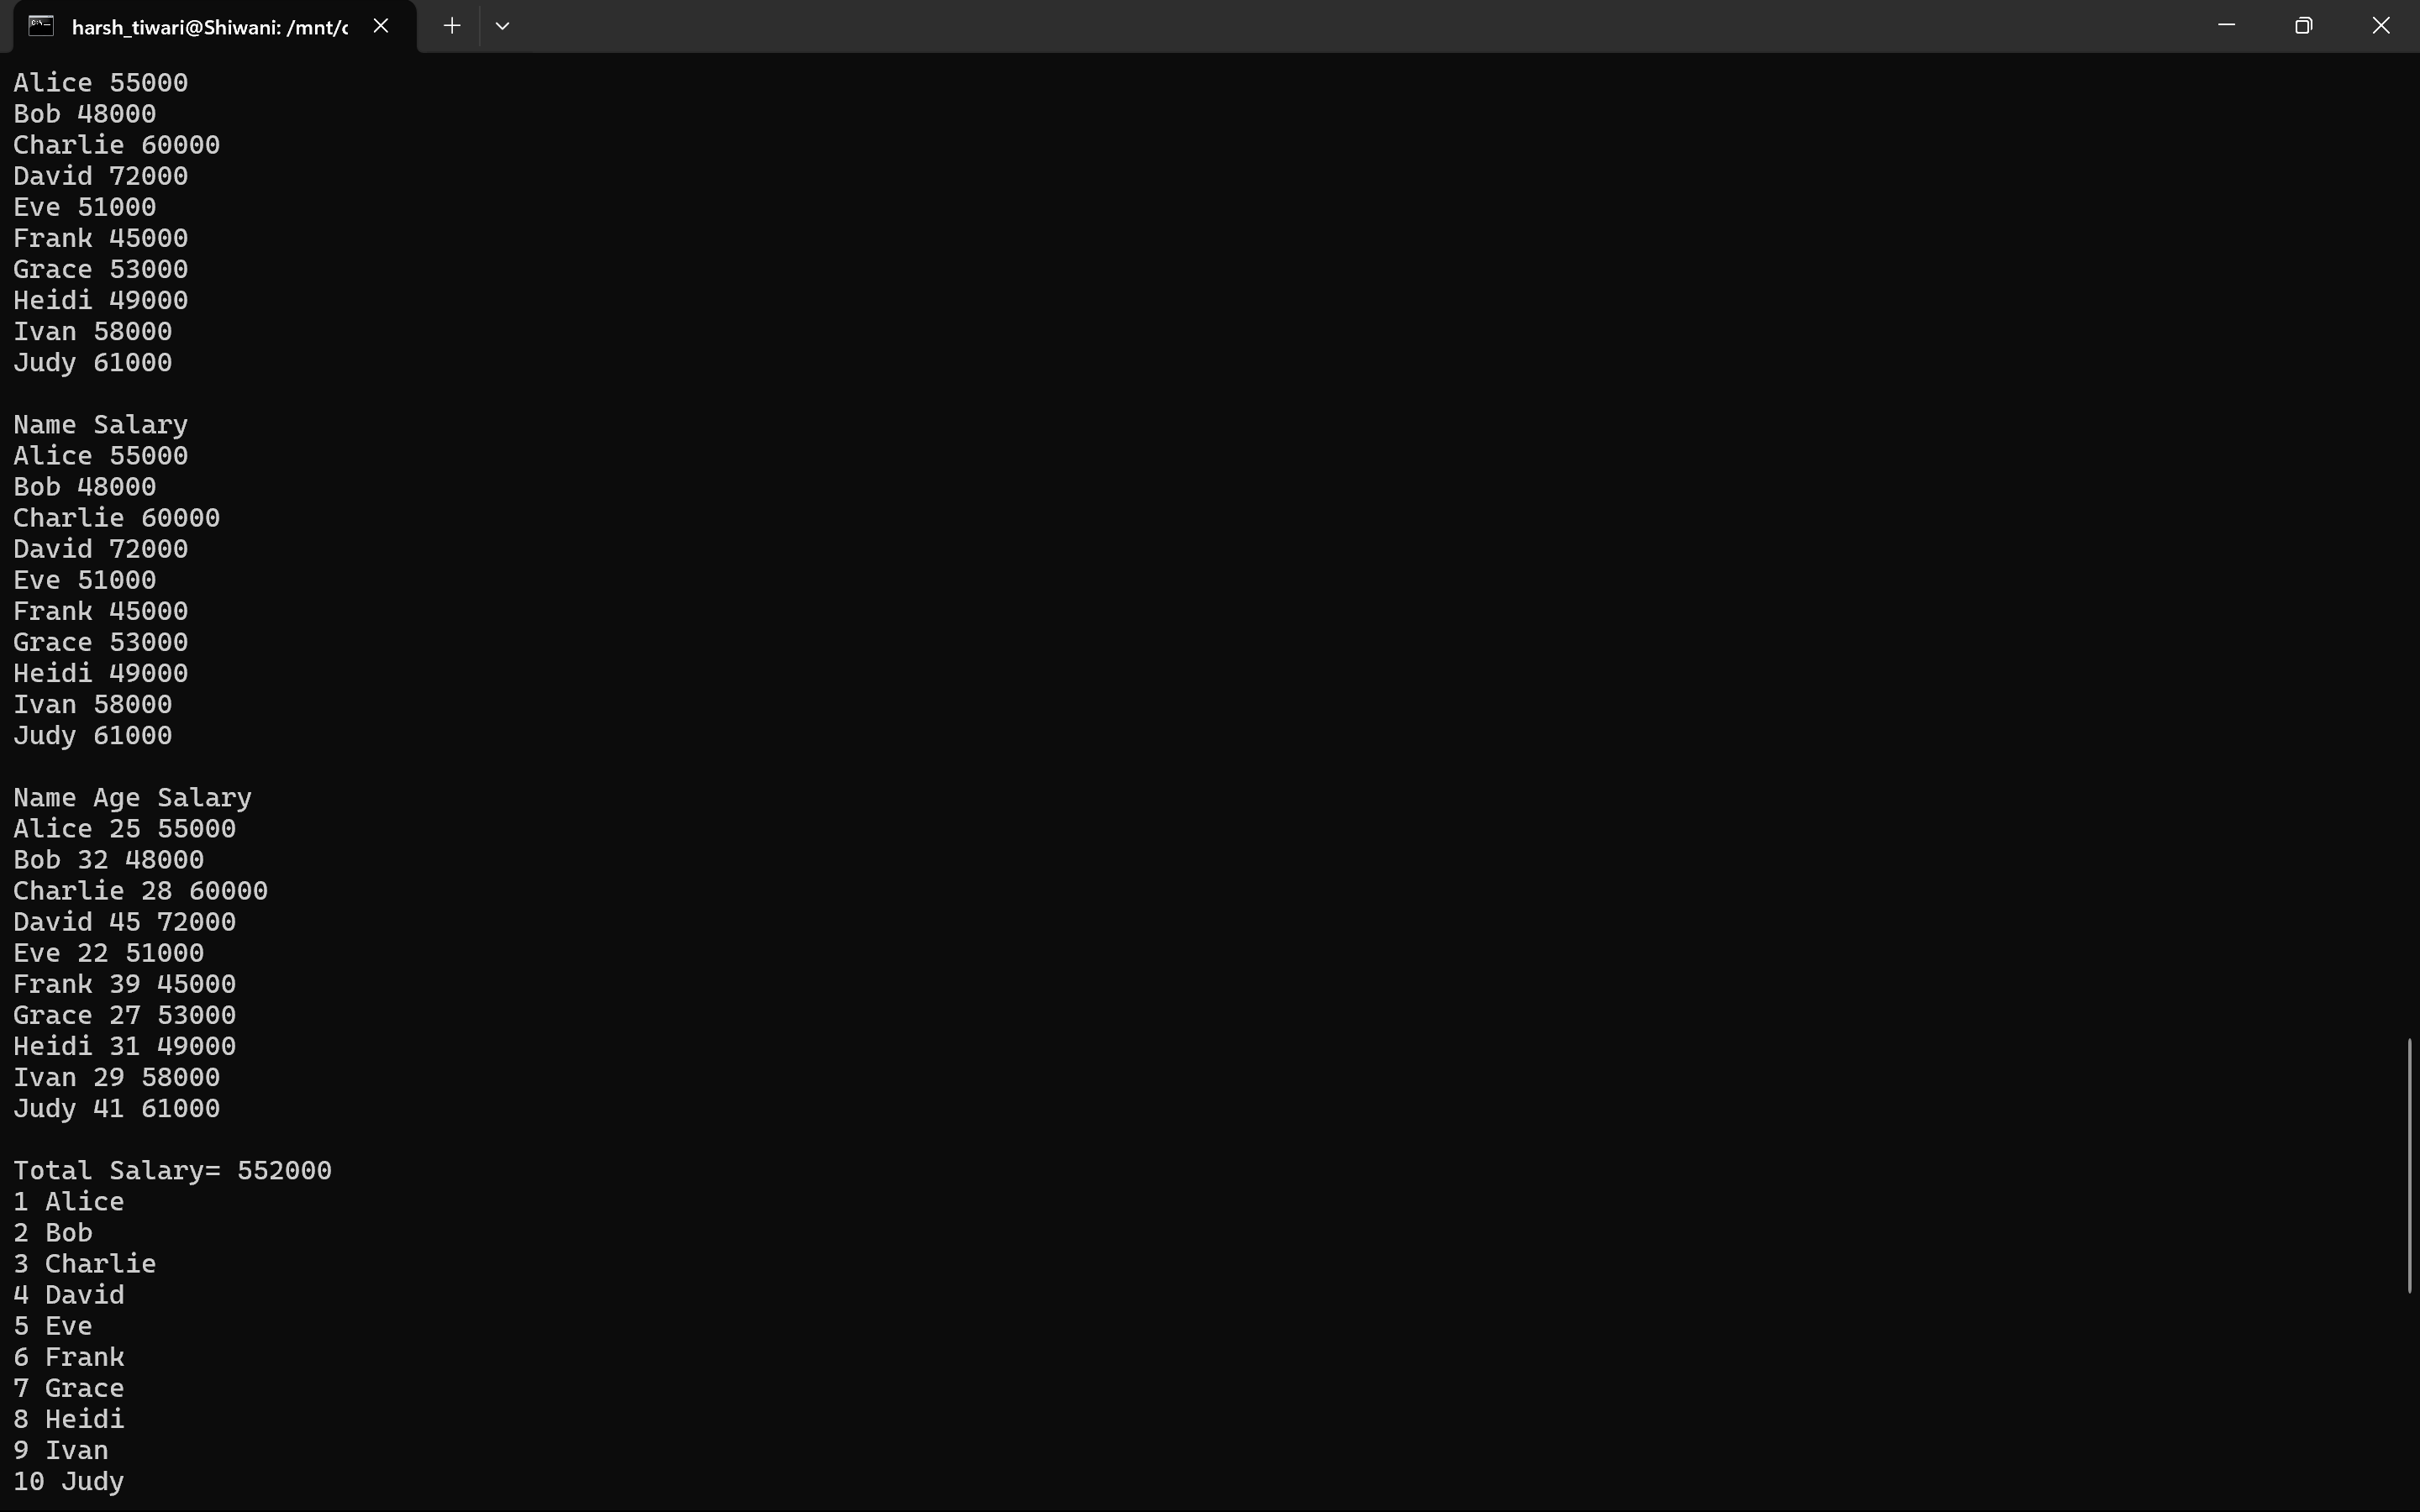 harsh_tiwari@Shiwani: /mnt/c
Alice 55000
Bob 48000
Charlie 60000
David 72000
Eve 51000
Frank 45000
Grace 53000
Heidi 49000
Ivan 58000
Judy 61000
Name Salary
Alice 55000
Bob 48000
Charlie 60000
David 72000
Eve 51000
Frank 45000
Grace 53000
Heidi 49000
Ivan 58000
Judy 61000
Name Age Salary
Alice 25 55000
Bob 32 48000
Charlie 28 60000
David 45 72000
Eve 22 51000
Frank 39 45000
Grace 27 53000
Heidi 31 49000
Ivan 29 58000
Judy 41 61000
Total Salary= 552000
1 Alice
2 Bob
3 Charlie
4 David
5 Eve
6 Frank
7 Grace
8 Heidi
9 Ivan
10 Judy